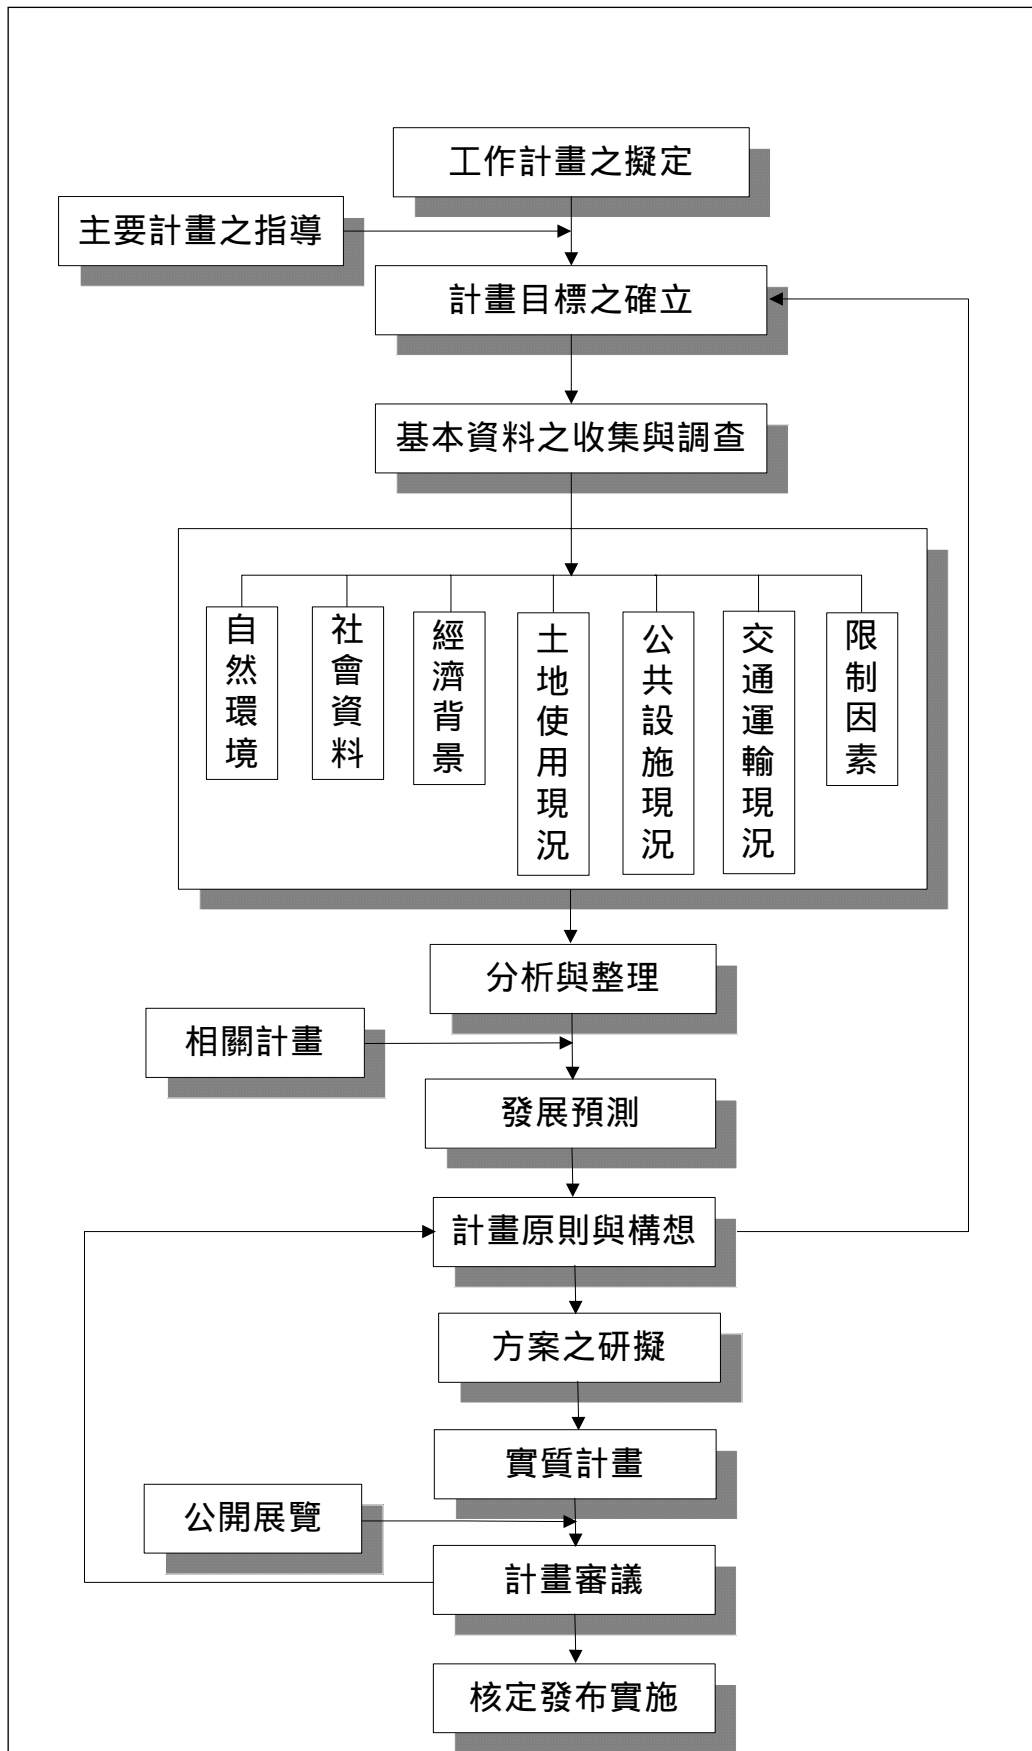 工作計畫之擬定
主要計畫之指導
計畫目標之確立
基本資料之收集與調查
自然環境
社會資料
經濟背景
土地使用現況
公共設施現況
交通運輸現況
限制因素
分析與整理
相關計畫
發展預測
計畫原則與構想
方案之研擬
實質計畫
公開展覽
計畫審議
核定發布實施